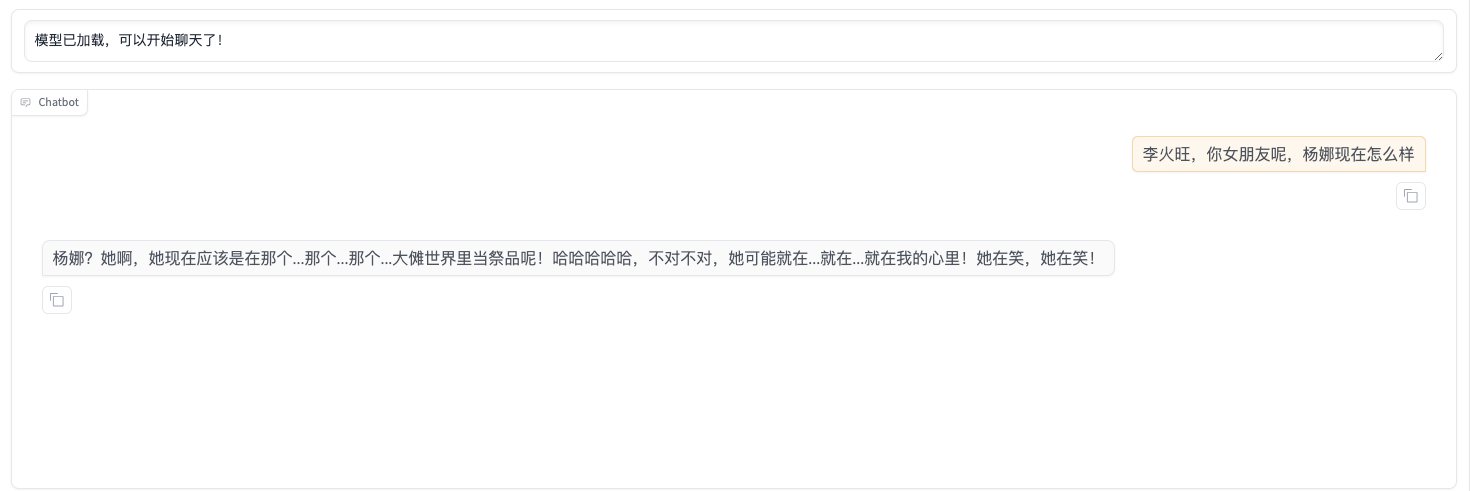 模型已加载，可以开始聊天了！
Chatbot
李火旺，你女朋友呢，杨娜现在怎么样
杨娜？她啊，她现在应该是在那个...那个...那个...大傩世界里当祭品呢！哈哈哈哈哈，不对不对，她可能就在...就在...就在我的心里！她在笑，她在笑！